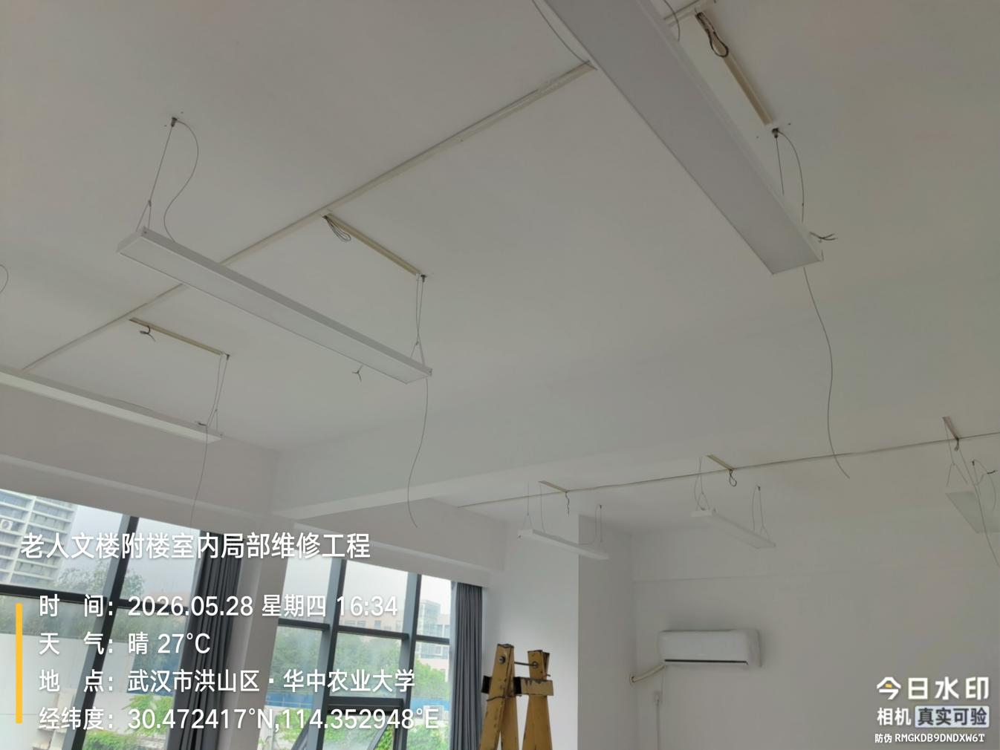 老人文楼附楼室内局部维修工程
时 间：2026.05.28 星期四 16:34
天 气：晴 27°C
地 点：武汉市洪山区·华中农业大学
经纬度：30.472417°N,114.352948°E
今日水印
相机 真实可验
防伪 RMGKDB9DNDXW6T